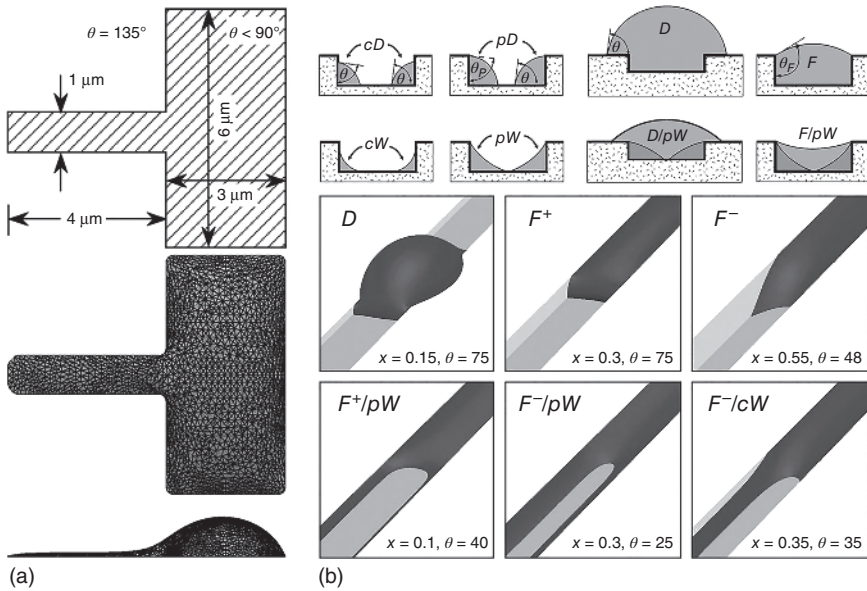 θ = 135°
θ < 90°
1 μm
6 μm
3 μm
4 μm
(a)
cD
pD
D
F
θ
θ
θP
θ
θ
θF
cW
pW
D/pW
F/pW
D
x = 0.15, θ = 75
F+
x = 0.3, θ = 75
F−
x = 0.55, θ = 48
F+/pW
x = 0.1, θ = 40
F−/pW
x = 0.3, θ = 25
F−/cW
x = 0.35, θ = 35
(b)